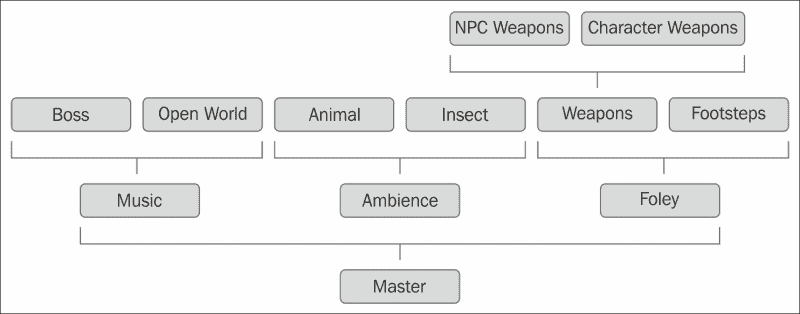 NPC Weapons
Character Weapons
Boss
Open World
Animal
Insect
Weapons
Footsteps
Music
Ambience
Foley
Master